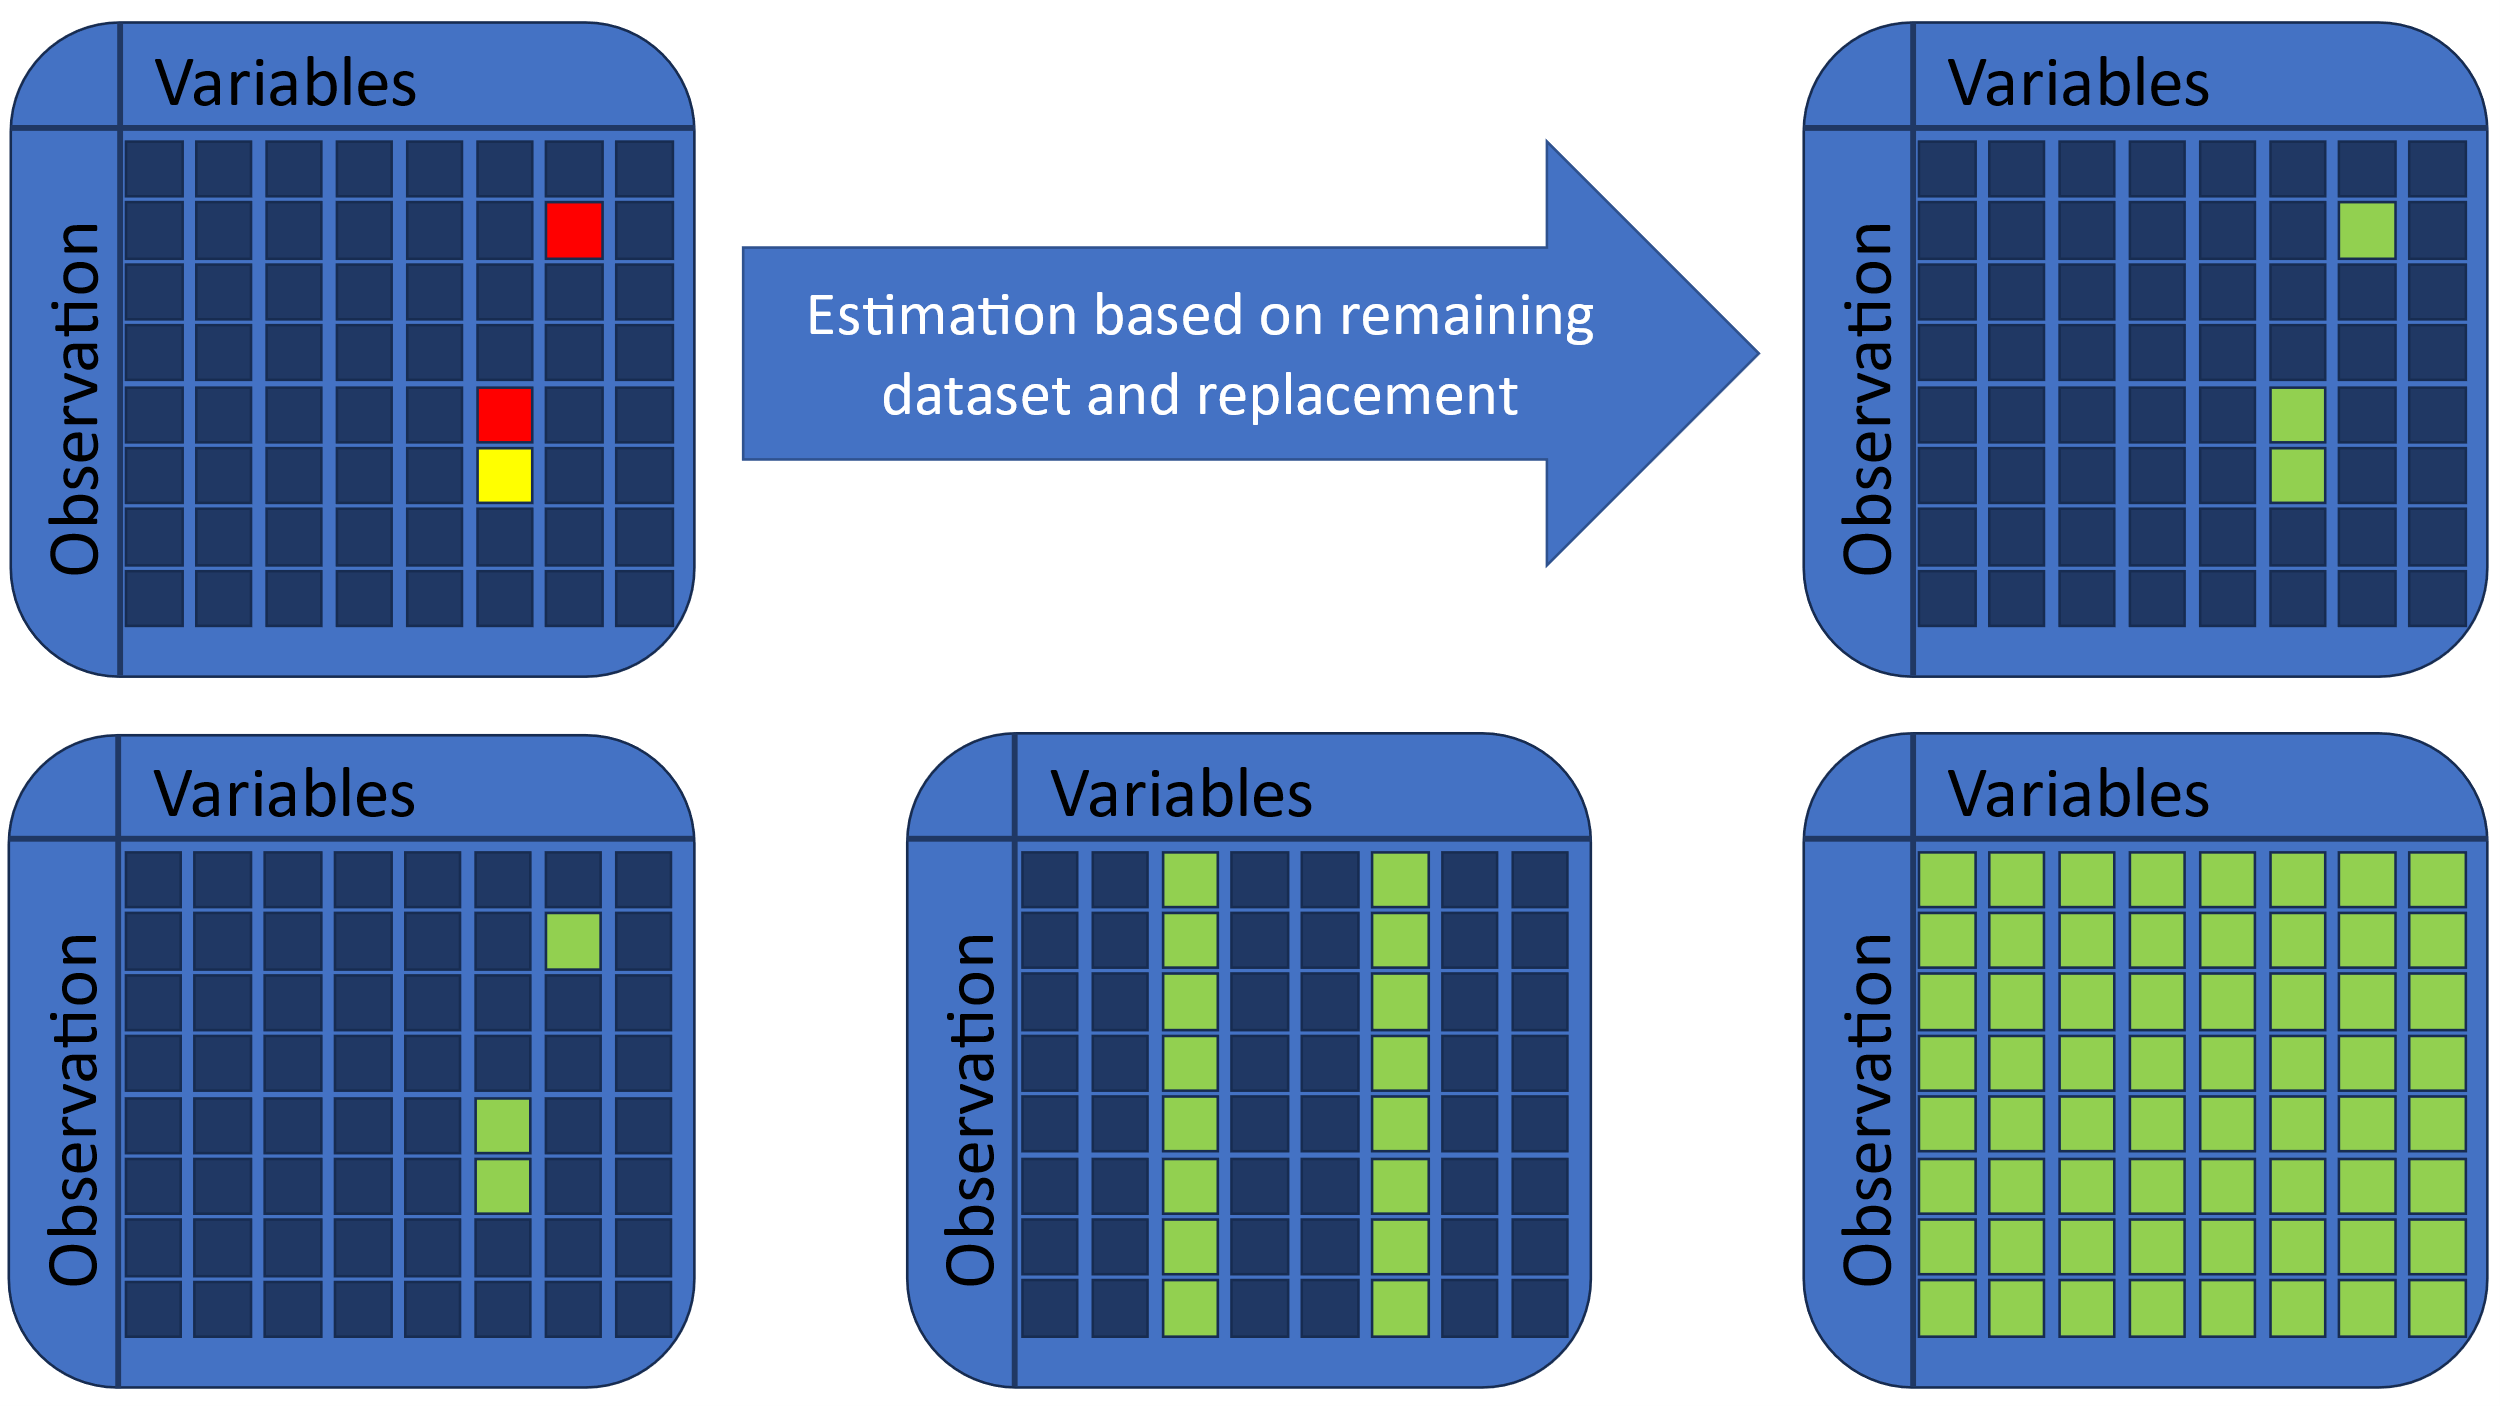 Variables
Observation
Estimation based on remaining
dataset and replacement
Variables
Observation
Variables
Observation
Variables
Observation
Variables
Observation